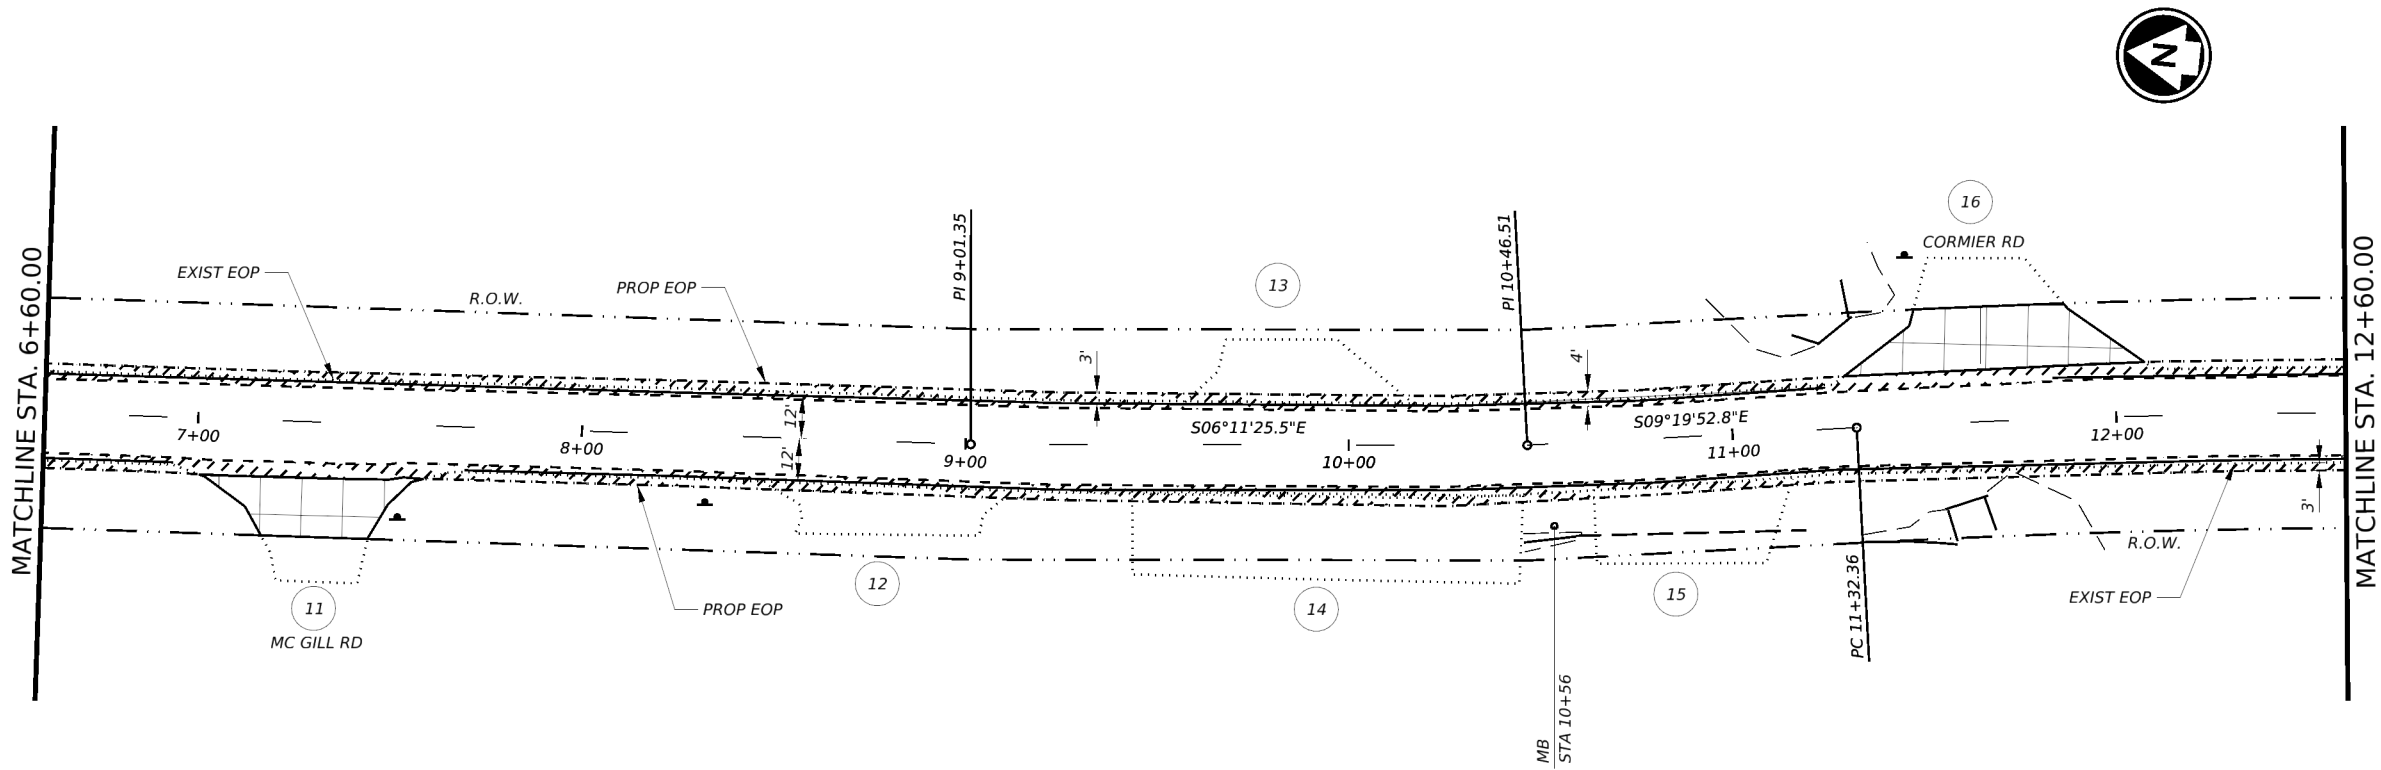 N
16
CORMIER RD
PI 9+01.35
PI 10+46.51
EXIST EOP
R.O.W.
PROP EOP
13
MATCHLINE STA. 6+60.00
MATCHLINE STA. 12+60.00
3'
4'
12'
12'
S06°11'25.5"E
S09°19'52.8"E
7+00
8+00
9+00
10+00
11+00
12+00
3'
R.O.W.
11
MC GILL RD
12
PROP EOP
14
15
EXIST EOP
PC 11+32.36
MB
STA 10+56